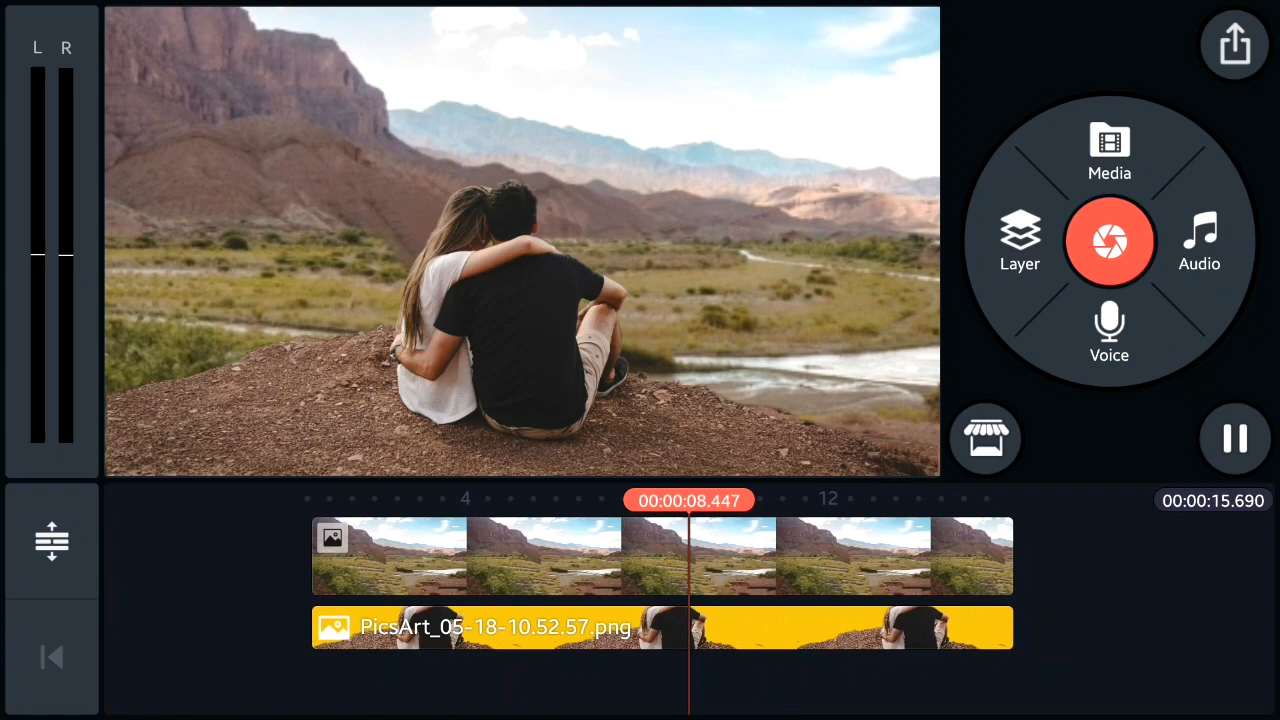 L R
Media
Layer
Audio
Voice
4
00:00:08.447
12
00:00:15.690
PicsArt_05-18-10.52.57.png